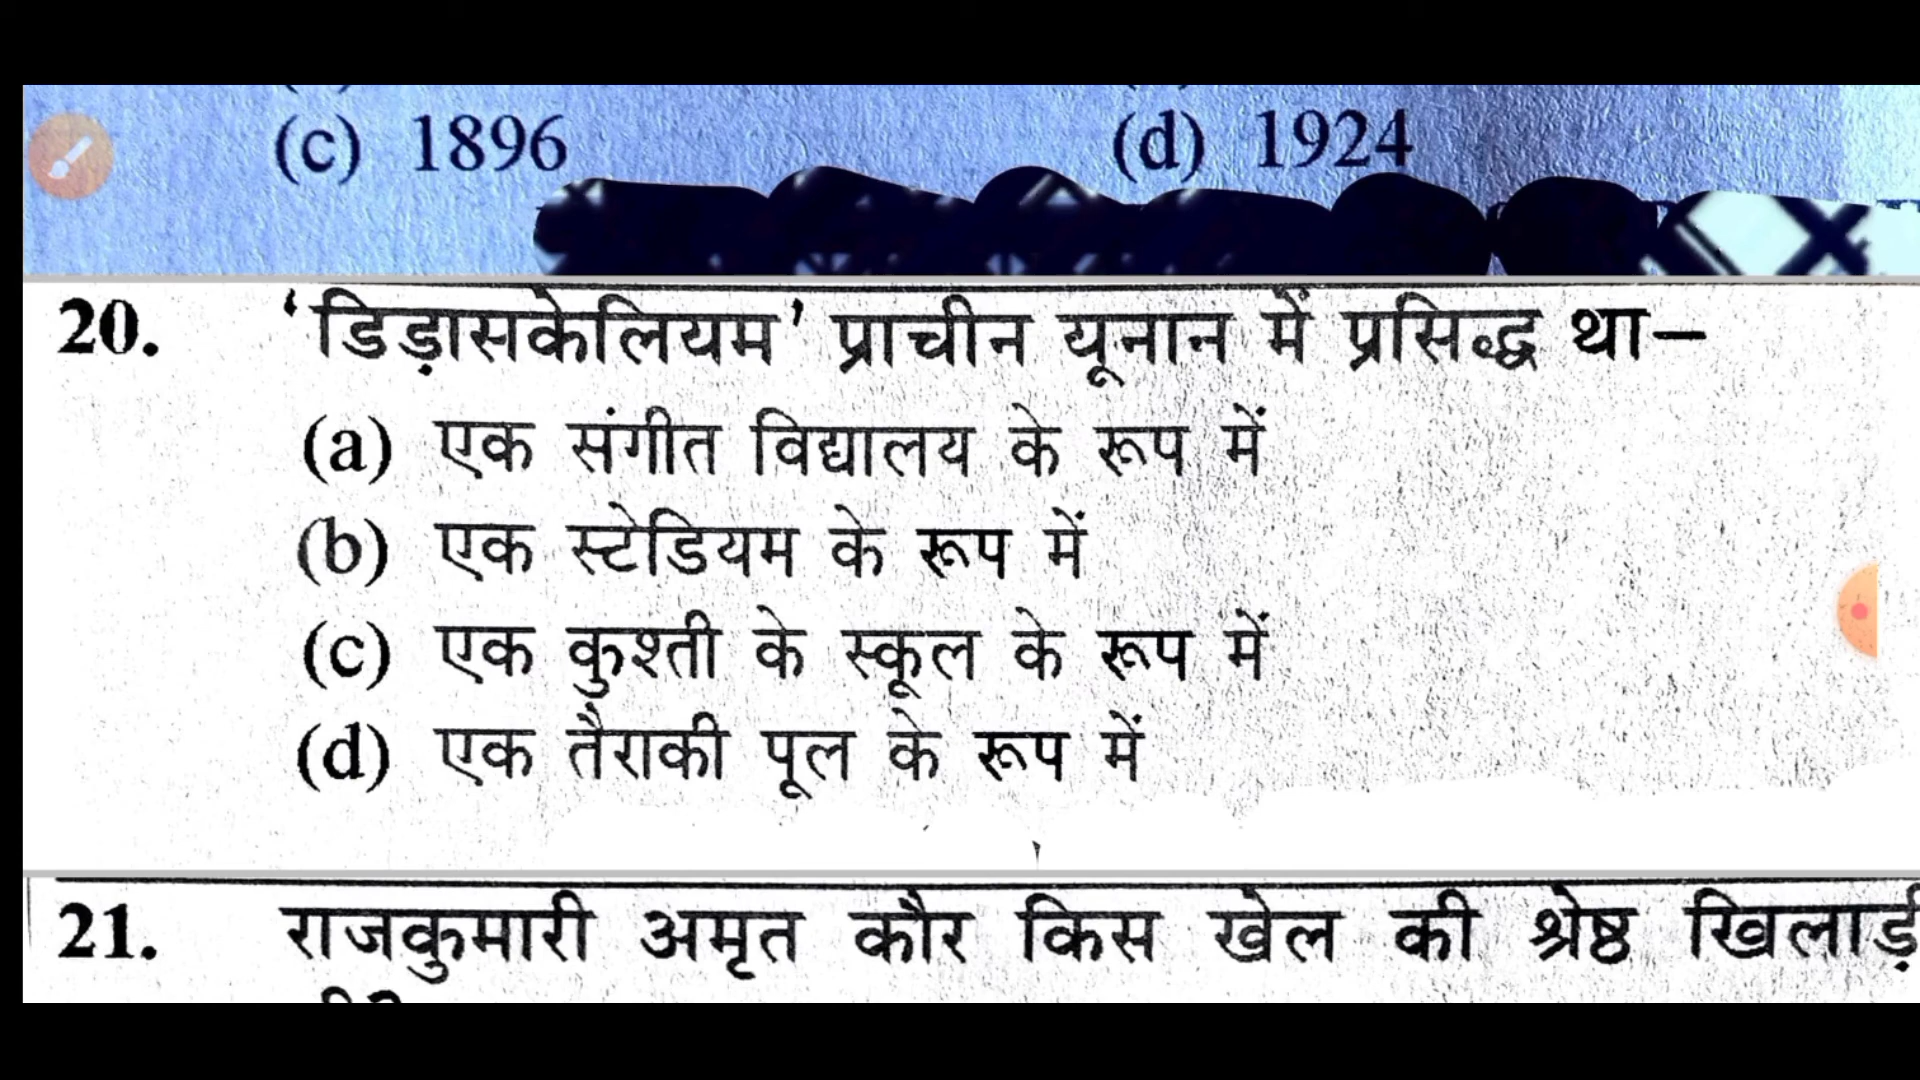 (c) 1896 (d) 1924
20. ‘डिड़ासकेलियम’ प्राचीन यूनान में प्रसिद्ध था–
(a) एक संगीत विद्यालय के रूप में
(b) एक स्टेडियम के रूप में
(c) एक कुश्ती के स्कूल के रूप में
(d) एक तैराकी पूल के रूप में
21. राजकुमारी अमृत कौर किस खेल की श्रेष्ठ